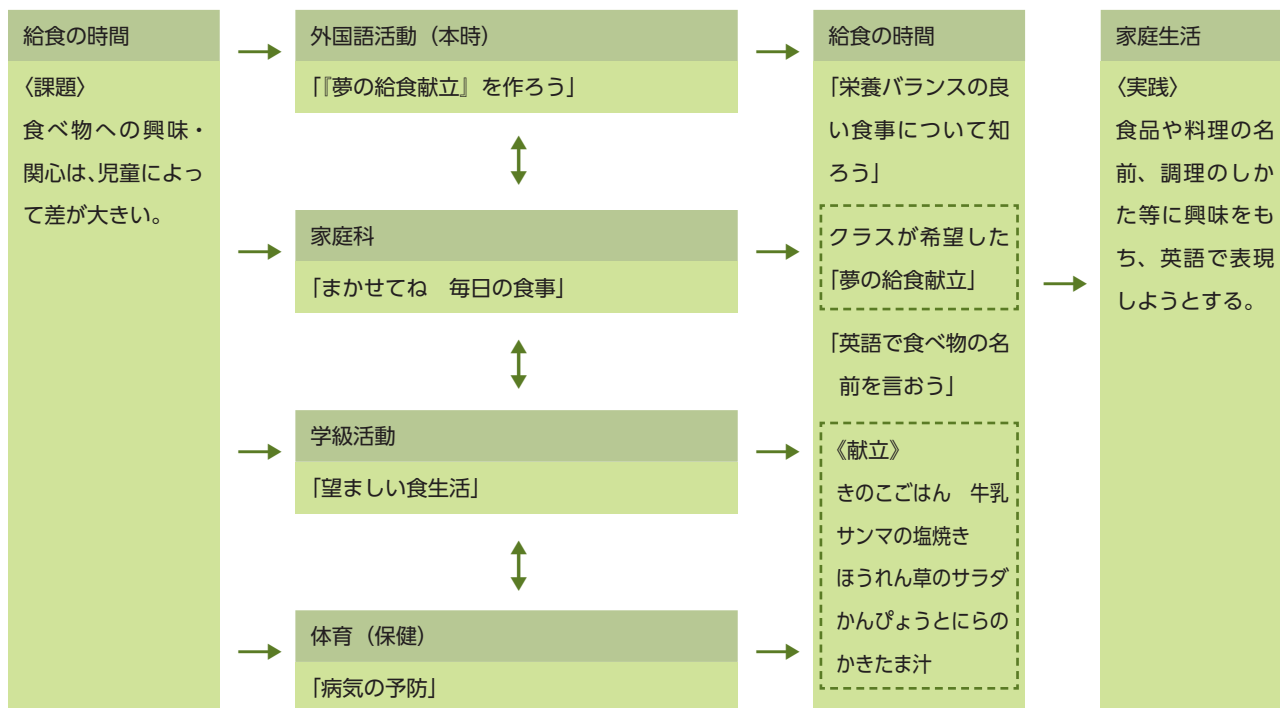 給食の時間
〈課題〉
食べ物への興味・
関心は、児童によっ
て差が大きい。
外国語活動（本時）
「『夢の給食献立』を作ろう」
家庭科
「まかせてね　毎日の食事」
学級活動
「望ましい食生活」
体育（保健）
「病気の予防」
給食の時間
「栄養バランスの良
い食事について知
ろう」
クラスが希望した
「夢の給食献立」
「英語で食べ物の名
前を言おう」
《献立》
きのこごはん　牛乳
サンマの塩焼き
ほうれん草のサラダ
かんぴょうとにらの
かきたま汁
家庭生活
〈実践〉
食品や料理の名
前、調理のしか
た等に興味をも
ち、英語で表現
しようとする。